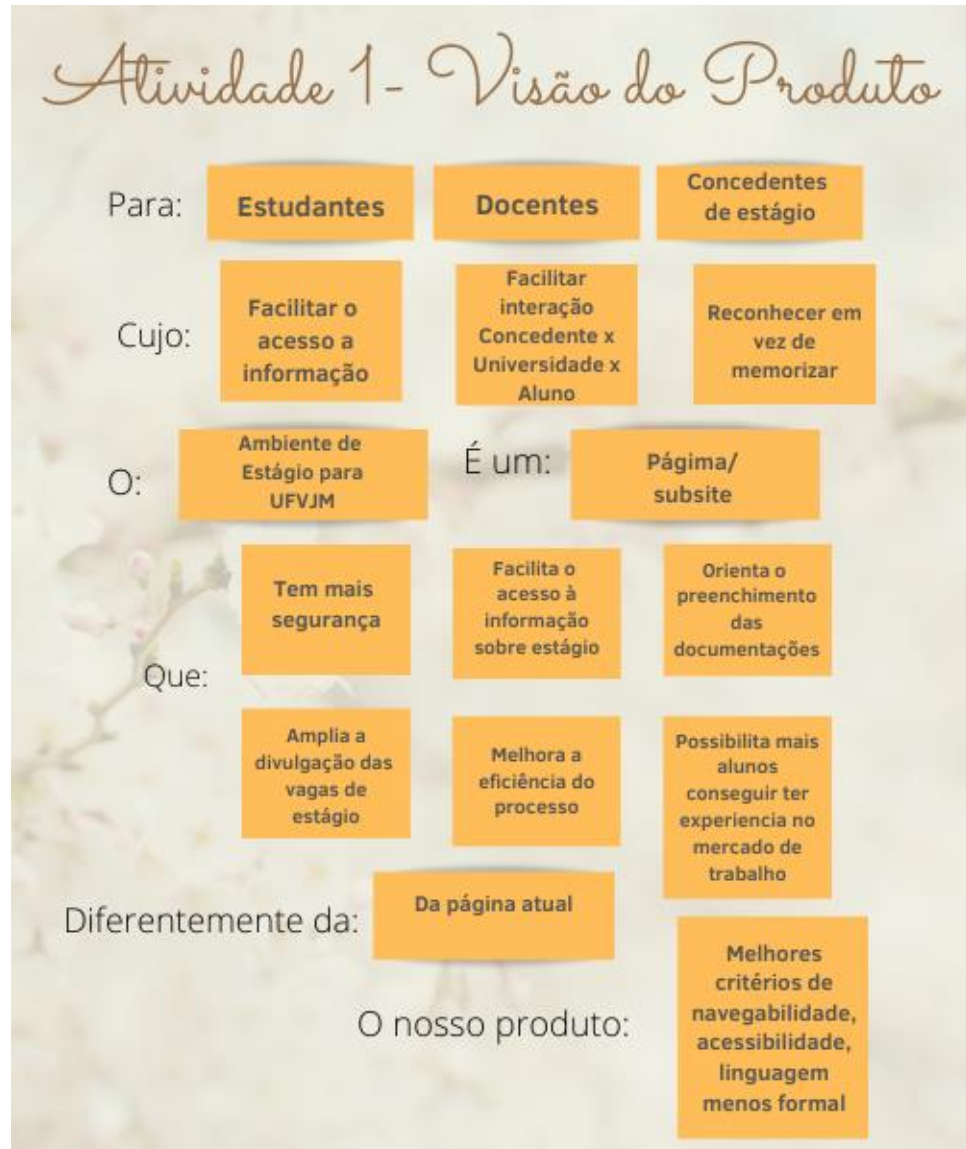 Atividade 1- Visão do Produto
Para:
Estudantes
Docentes
Concedentes
de estágio
Cujo:
Facilitar o
acesso a
informação
Facilitar
interação
Concedente x
Universidade x
Aluno
Reconhecer em
vez de
memorizar
O:
Ambiente de
Estágio para
UFVJM
É um:
Págima/
subsite
Que:
Tem mais
segurança
Facilita o
acesso à
informação
sobre estágio
Orienta o
preenchimento
das
documentações
Amplia a
divulgação das
vagas de
estágio
Melhora a
eficiência do
processo
Possibilita mais
alunos
conseguir ter
experiencia no
mercado de
trabalho
Diferentemente da:
Da página atual
O nosso produto:
Melhores
critérios de
navegabilidade,
acessibilidade,
linguagem
menos formal